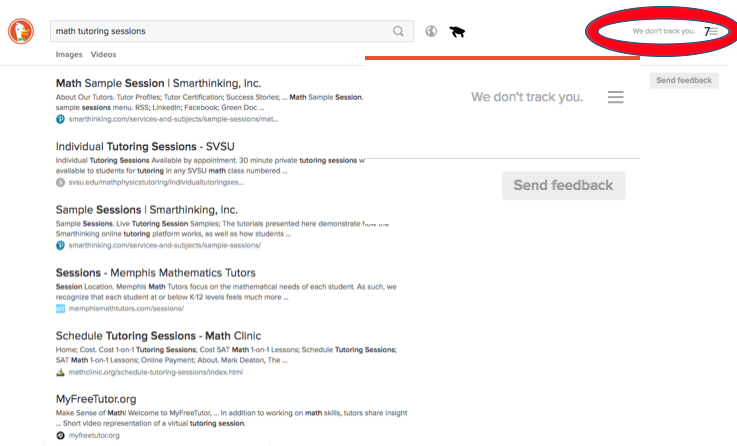 math tutoring sessions
We don't track you.
7
Images Videos
Send feedback
Math Sample Session | Smarthinking, Inc.
About Our Tutors. Tutor Profiles; Tutor Certification; Success Stories; ... Math Sample Session.
sample sessions menu. RSS; LinkedIn; Facebook; Green Doc ...
smarthinking.com/services-and-subjects/sample-sessions/mat...
We don't track you.
Individual Tutoring Sessions - SVSU
Individual Tutoring Sessions Available by appointment. 30 minute private tutoring sessions w
available to students for tutoring in any SVSU math class numbered ...
svsu.edu/mathphysicstutoring/individualtutoringses...
Send feedback
Sample Sessions | Smarthinking, Inc.
Sample Sessions. Live Tutoring Session Samples; The tutorials presented here demonstrate how the
Smarthinking online tutoring platform works, as well as how students ...
smarthinking.com/services-and-subjects/sample-sessions/
Sessions - Memphis Mathematics Tutors
Session Location. Memphis Math Tutors focus on the mathematical needs of each student. As such, we
recognize that each student at or below K-12 levels feels much more ...
MT memphismathtutors.com/sessions/
Schedule Tutoring Sessions - Math Clinic
Home; Cost. Cost 1-on-1 Tutoring Sessions; Cost SAT Math 1-on-1 Lessons; Schedule Tutoring Sessions;
SAT Math 1-on-1 Lessons; Online Payment; About. Mark Deaton, The ...
mathclinic.org/schedule-tutoring-sessions/index.html
MyFreeTutor.org
Make Sense of Math! Welcome to MyFreeTutor, ... In addition to working on math skills, tutors share insight
... Short video representation of a virtual tutoring session.
myfreetutor.org